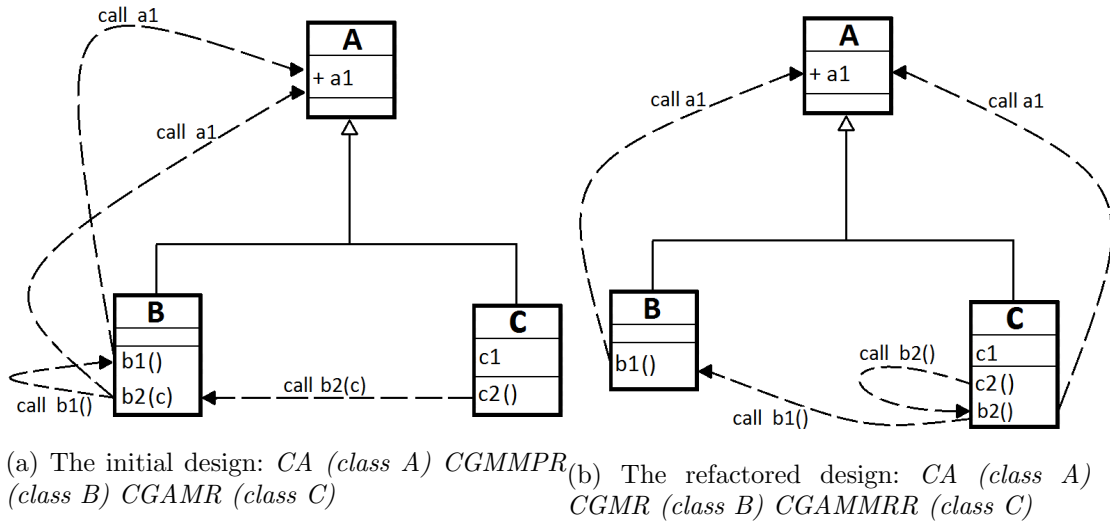 call a1
A
+ a1
call a1
B
b1()
b2(c)
call b1()
call b2(c)
C
c1
c2()
(a) The initial design: CA (class A) CGMMPR
(class B) CGAMR (class C)
A
+ a1
call a1
call a1
B
b1()
C
c1
c2()
b2()
call b2()
call b1()
(b) The refactored design: CA (class A)
CGMR (class B) CGAMMRR (class C)